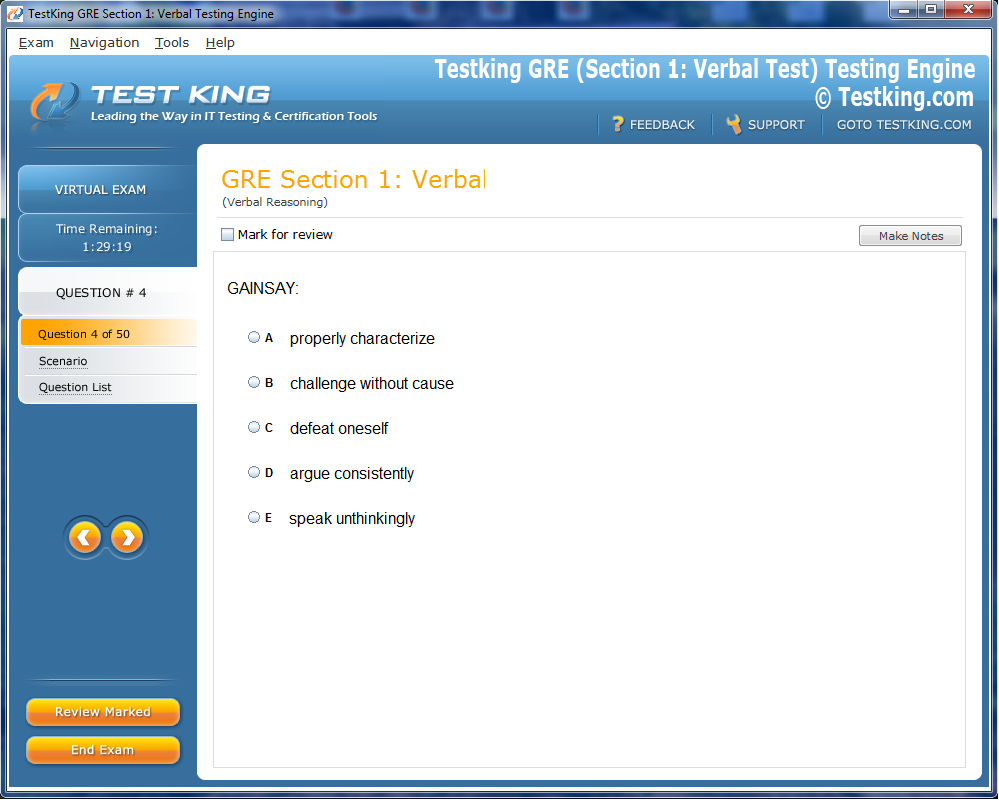 TestKing GRE Section 1: Verbal Testing Engine
Exam Navigation Tools Help
Testking GRE (Section 1: Verbal Test) Testing Engine
© Testking.com
TEST KING
Leading the Way in IT Testing & Certification Tools
? FEEDBACK SUPPORT GOTO TESTKING.COM
VIRTUAL EXAM
Time Remaining:
1:29:19
QUESTION # 4
Question 4 of 50
Scenario
Question List
Review Marked
End Exam
GRE Section 1: Verbal
(Verbal Reasoning)
Mark for review
Make Notes
GAINSAY:
A properly characterize
B challenge without cause
C defeat oneself
D argue consistently
E speak unthinkingly